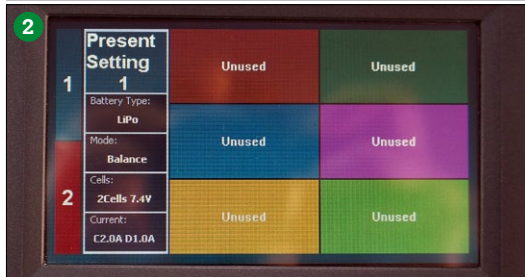 2
1
2
Present
Setting
1
Battery Type:
LiPo
Mode:
Balance
Cells:
2Cells 7.4V
Current:
C2.0A D1.0A
Unused
Unused
Unused
Unused
Unused
Unused